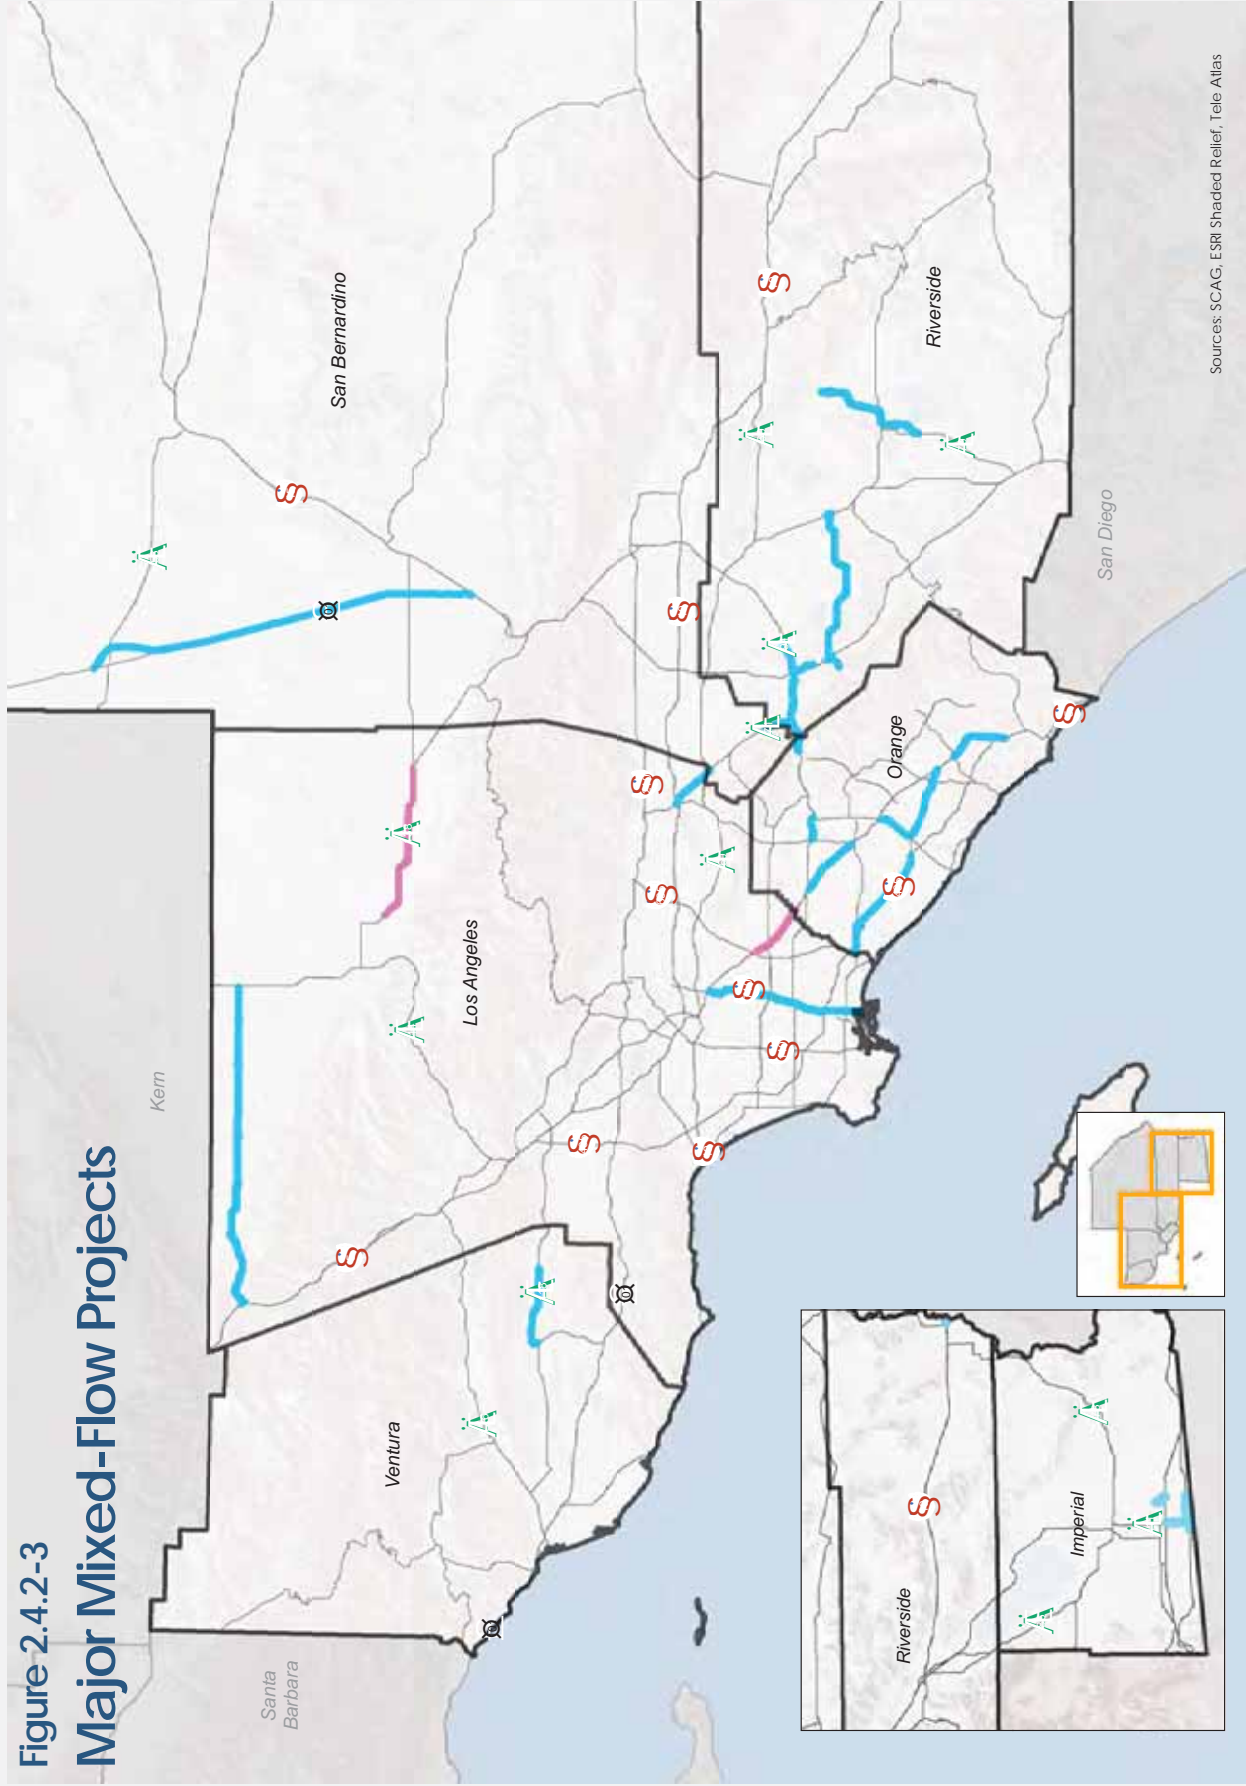 Figure 2.4.2-3
Major Mixed-Flow Projects
Kern
Santa
Barbara
Ventura
Los Angeles
San Bernardino
Orange
Riverside
San Diego
Riverside
Imperial
Sources: SCAG, ESRI Shaded Relief, Tele Atlas